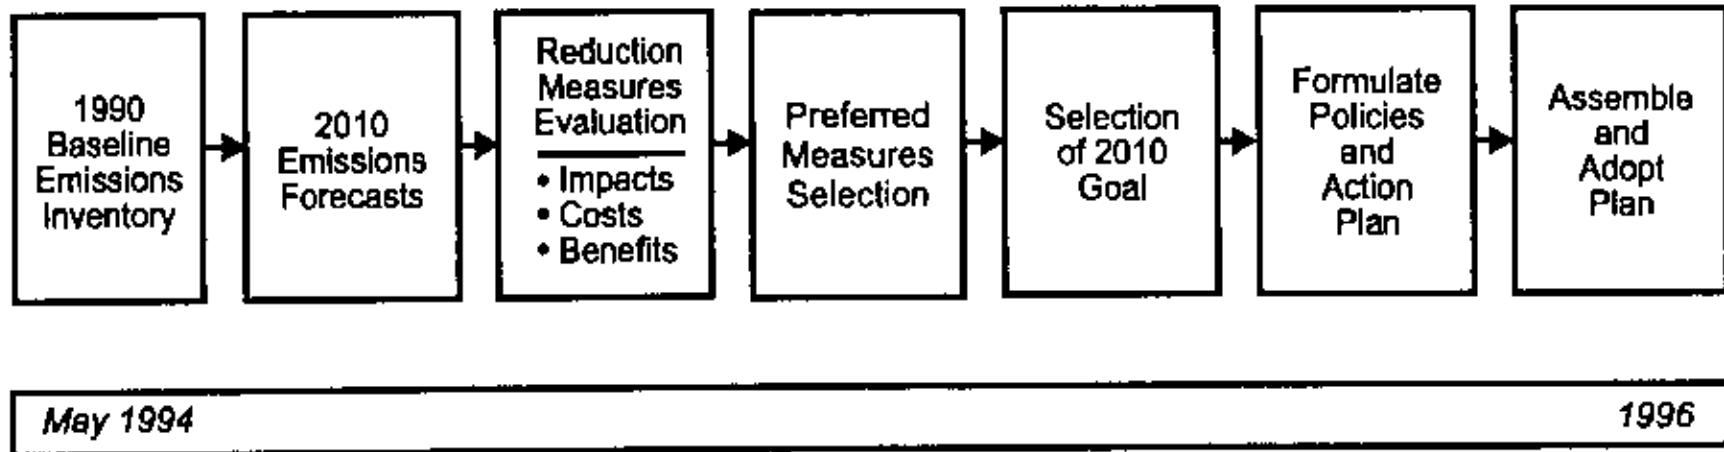 1990
Baseline
Emissions
Inventory
2010
Emissions
Forecasts
Reduction
Measures
Evaluation
• Impacts
• Costs
• Benefits
Preferred
Measures
Selection
Selection
of 2010
Goal
Formulate
Policies
and
Action
Plan
Assemble
and
Adopt
Plan
May 1994
1996